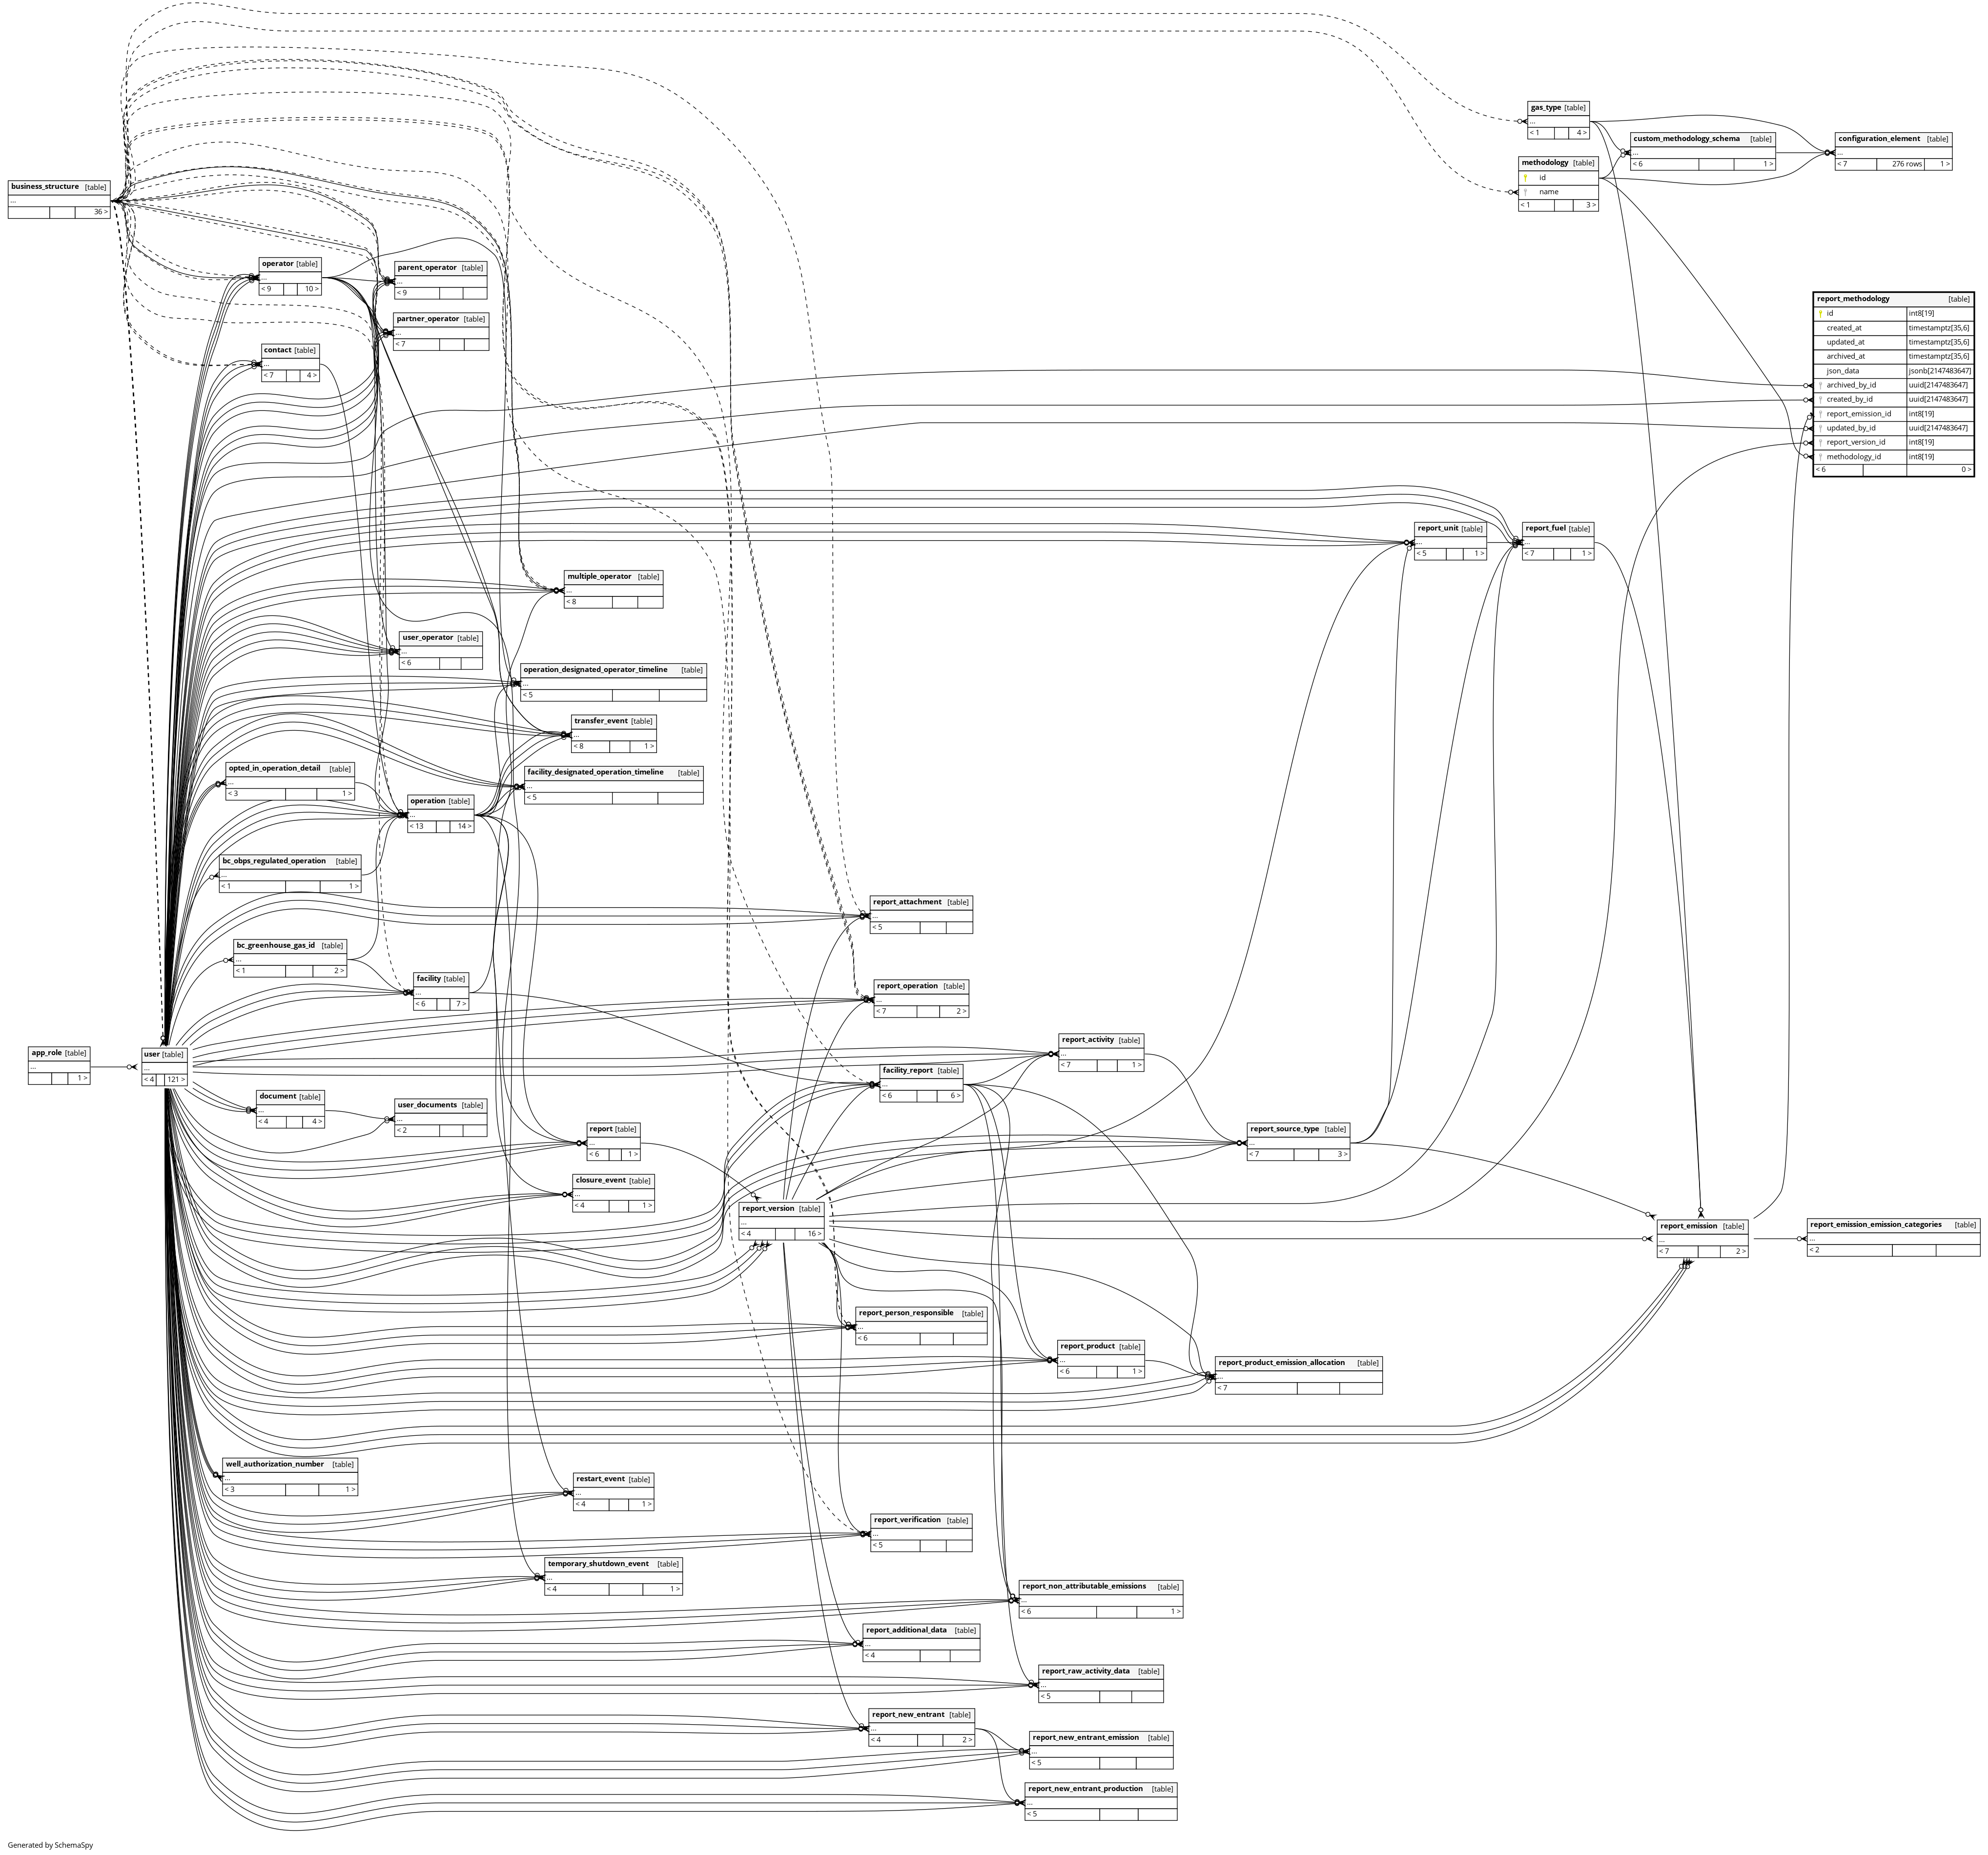 gas_type [table]
...
< 1 4 >
custom_methodology_schema [table]
...
< 6 1 >
configuration_element [table]
...
< 7 276 rows 1 >
methodology [table]
id
name
< 1 3 >
business_structure [table]
...
36 >
operator [table]
...
< 9 10 >
parent_operator [table]
...
< 9
partner_operator [table]
...
< 7
contact [table]
...
< 7 4 >
report_methodology [table]
id int8[19]
created_at timestamptz[35,6]
updated_at timestamptz[35,6]
archived_at timestamptz[35,6]
json_data jsonb[2147483647]
archived_by_id uuid[2147483647]
created_by_id uuid[2147483647]
report_emission_id int8[19]
updated_by_id uuid[2147483647]
report_version_id int8[19]
methodology_id int8[19]
< 6 0 >
report_unit [table]
...
< 5 1 >
report_fuel [table]
...
< 7 1 >
multiple_operator [table]
...
< 8
user_operator [table]
...
< 6
operation_designated_operator_timeline [table]
...
< 5
transfer_event [table]
...
< 8 1 >
opted_in_operation_detail [table]
...
< 3 1 >
facility_designated_operation_timeline [table]
...
< 5
operation [table]
...
< 13 14 >
bc_obps_regulated_operation [table]
...
< 1 1 >
report_attachment [table]
...
< 5
bc_greenhouse_gas_id [table]
...
< 1 2 >
facility [table]
...
< 6 7 >
report_operation [table]
...
< 7 2 >
app_role [table]
...
1 >
user [table]
...
< 4 121 >
report_activity [table]
...
< 7 1 >
facility_report [table]
...
< 6 6 >
document [table]
...
< 4 4 >
user_documents [table]
...
< 2
report [table]
...
< 6 1 >
report_source_type [table]
...
< 7 3 >
closure_event [table]
...
< 4 1 >
report_version [table]
...
< 4 16 >
report_emission [table]
...
< 7 2 >
report_emission_emission_categories [table]
...
< 2
report_person_responsible [table]
...
< 6
report_product [table]
...
< 6 1 >
report_product_emission_allocation [table]
...
< 7
well_authorization_number [table]
...
< 3 1 >
restart_event [table]
...
< 4 1 >
report_verification [table]
...
< 5
temporary_shutdown_event [table]
...
< 4 1 >
report_non_attributable_emissions [table]
...
< 6 1 >
report_additional_data [table]
...
< 4
report_raw_activity_data [table]
...
< 5
report_new_entrant [table]
...
< 4 2 >
report_new_entrant_emission [table]
...
< 5
report_new_entrant_production [table]
...
< 5
Generated by SchemaSpy